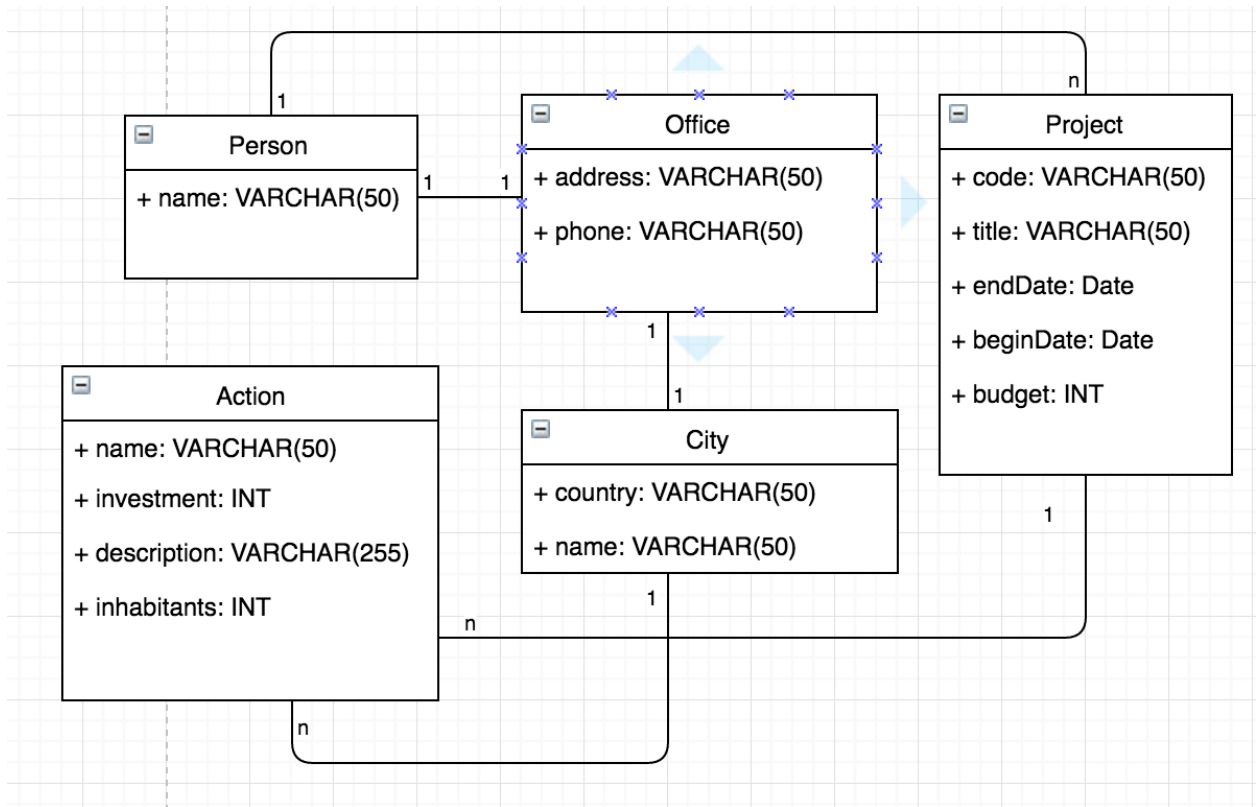 1
n
Person
+ name: VARCHAR(50)
1
1
Office
+ address: VARCHAR(50)
+ phone: VARCHAR(50)
1
Project
+ code: VARCHAR(50)
+ title: VARCHAR(50)
+ endDate: Date
+ beginDate: Date
+ budget: INT
1
Action
+ name: VARCHAR(50)
+ investment: INT
+ description: VARCHAR(255)
+ inhabitants: INT
n
n
1
City
+ country: VARCHAR(50)
+ name: VARCHAR(50)
1